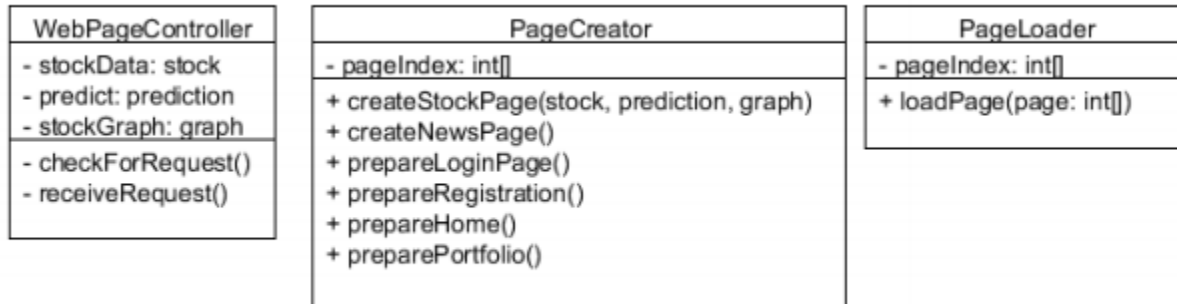 WebPageController
- stockData: stock
- predict: prediction
- stockGraph: graph
- checkForRequest()
- receiveRequest()
PageCreator
- pageIndex: int[]
+ createStockPage(stock, prediction, graph)
+ createNewsPage()
+ prepareLoginPage()
+ prepareRegistration()
+ prepareHome()
+ preparePortfolio()
PageLoader
- pageIndex: int[]
+ loadPage(page: int[])